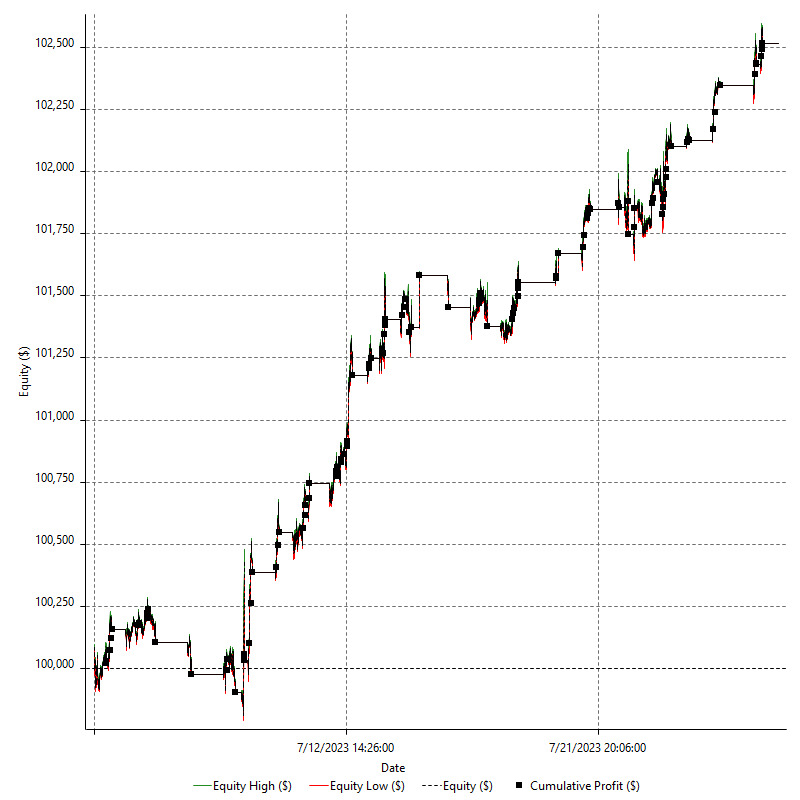 102,500
102,250
102,000
101,750
101,500
101,250
101,000
100,750
100,500
100,250
100,000
Equity ($)
7/12/2023 14:26:00 7/21/2023 20:06:00
Date
Equity High ($) Equity Low ($) Equity ($) Cumulative Profit ($)